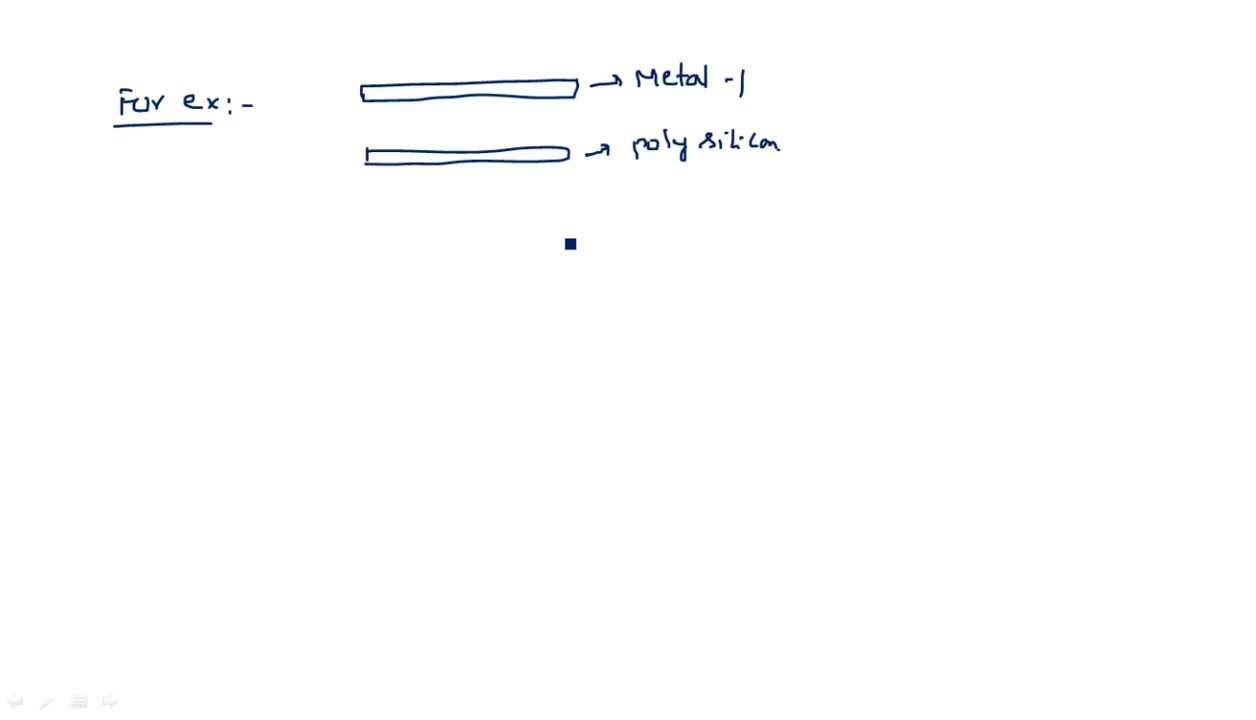 For ex:-
→ Metal -1
→ poly silicon